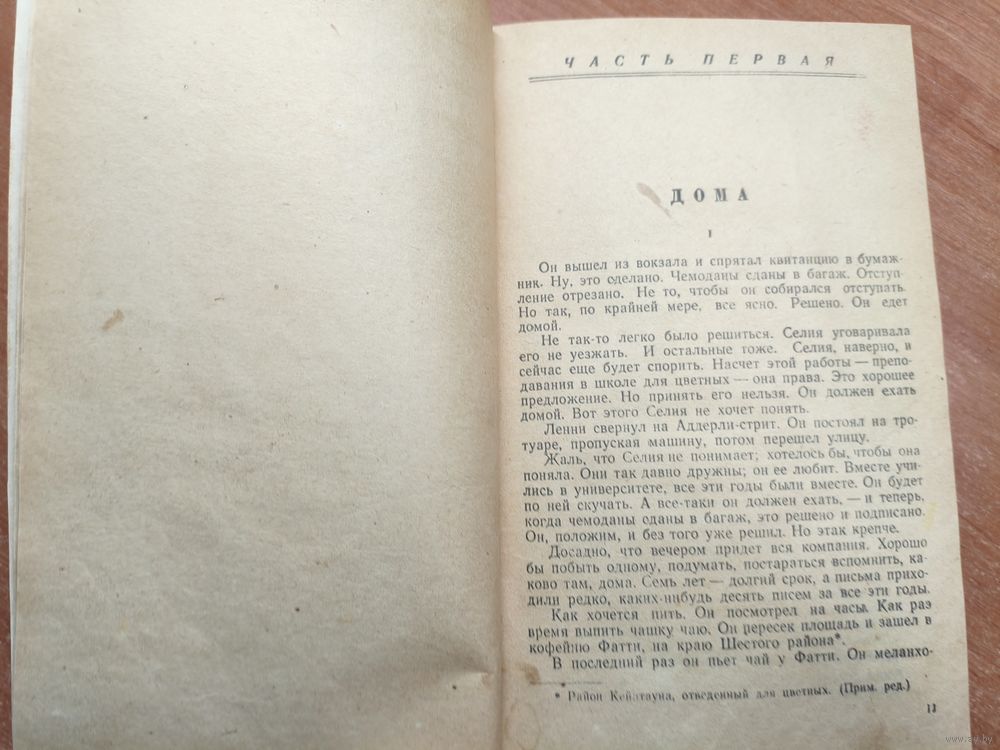 ЧАСТЬ ПЕРВАЯ
ДОМА
I
Он вышел из вокзала и спрятал квитанцию в бумаж-
ник. Ну, это сделано. Чемоданы сданы в багаж. Отступ-
ление отрезано. Не то, чтобы он собирался отступать.
Но так, по крайней мере, все ясно. Решено. Он едет
домой.
Не так-то легко было решиться. Селия уговаривала
его не уезжать. И остальные тоже. Селия, наверно, и
сейчас еще будет спорить. Насчет этой работы — препо-
давания в школе для цветных — она права. Это хорошее
предложение. Но принять его нельзя. Он должен ехать
домой. Вот этого Селия не хочет понять.
Ленни свернул на Аддерли-стрит. Он постоял на тро-
туаре, пропуская машину, потом перешел улицу.
Жаль, что Селия не понимает; хотелось бы, чтобы она
поняла. Они так давно дружны; он ее любит. Вместе учи-
лись в университете, все эти годы были вместе. Он будет
по ней скучать. А все-таки он должен ехать, — и теперь,
когда чемоданы сданы в багаж, это решено и подписано.
Он, положим, и без того уже решил. Но этак крепче.
Досадно, что вечером придет вся компания. Хорошо
бы побыть одному, подумать, постараться вспомнить, ка-
ково там, дома. Семь лет — долгий срок, а письма прихо-
дили редко, каких-нибудь десять писем за все эти годы.
Как хочется пить. Он посмотрел на часы. Как раз
время выпить чашку чаю. Он пересек площадь и зашел в
кофейню Фатти, на краю Шестого района*.
В последний раз он пьет чай у Фатти. Он меланхо-
* Район Кейптауна, отведенный для цветных. (Прим. ред.)
13
www.ay.by